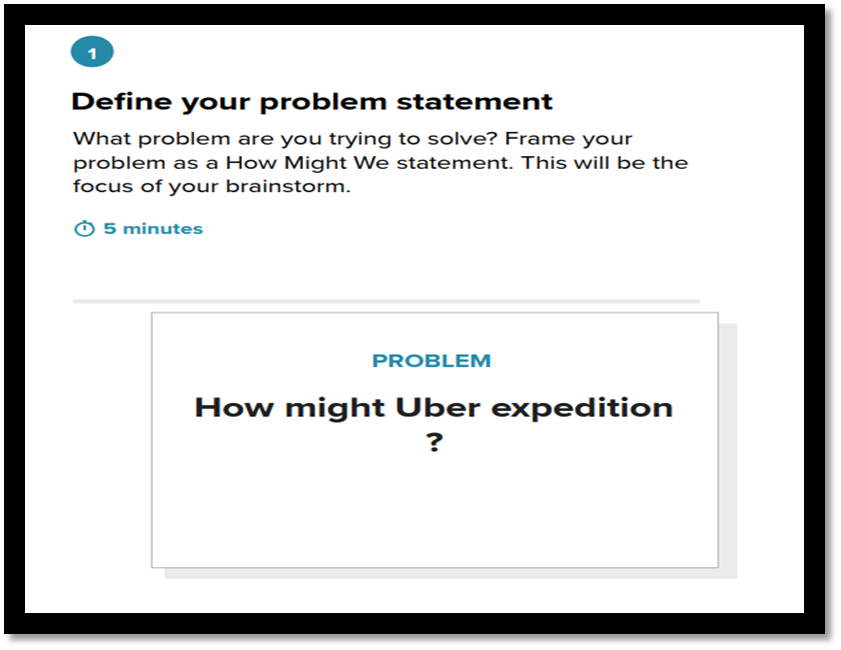 1
Define your problem statement
What problem are you trying to solve? Frame your
problem as a How Might We statement. This will be the
focus of your brainstorm.
5 minutes
PROBLEM
How might Uber expedition
?